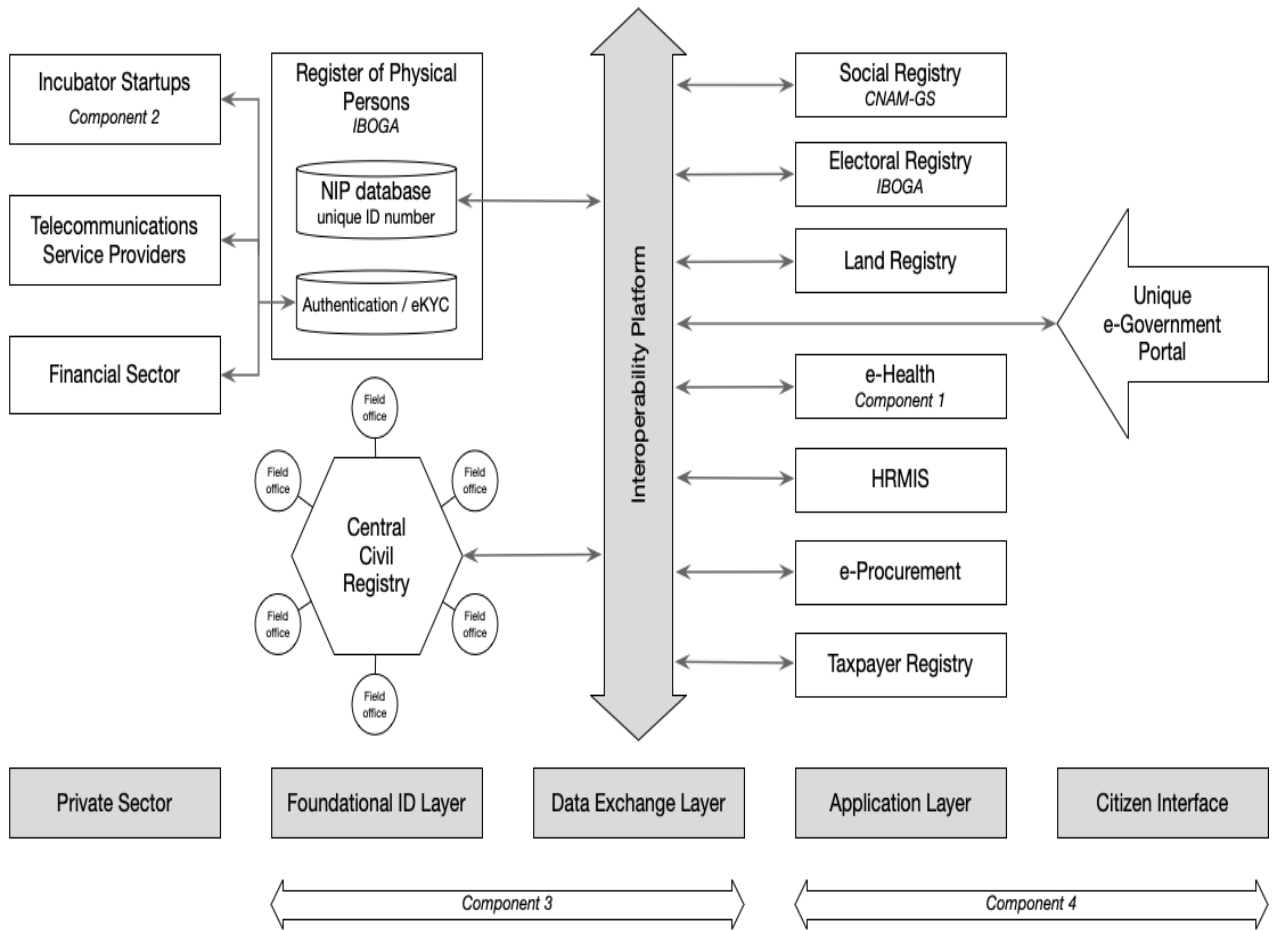 Incubator Startups
Component 2
Telecommunications
Service Providers
Financial Sector
Register of Physical
Persons
IBOGA
NIP database
unique ID number
Authentication / eKYC
Field
office
Field
office
Field
office
Central
Civil
Registry
Field
office
Field
office
Field
office
Interoperability Platform
Social Registry
CNAM-GS
Electoral Registry
IBOGA
Land Registry
e-Health
Component 1
HRMIS
e-Procurement
Taxpayer Registry
Unique
e-Government
Portal
Private Sector
Foundational ID Layer
Data Exchange Layer
Application Layer
Citizen Interface
Component 3
Component 4